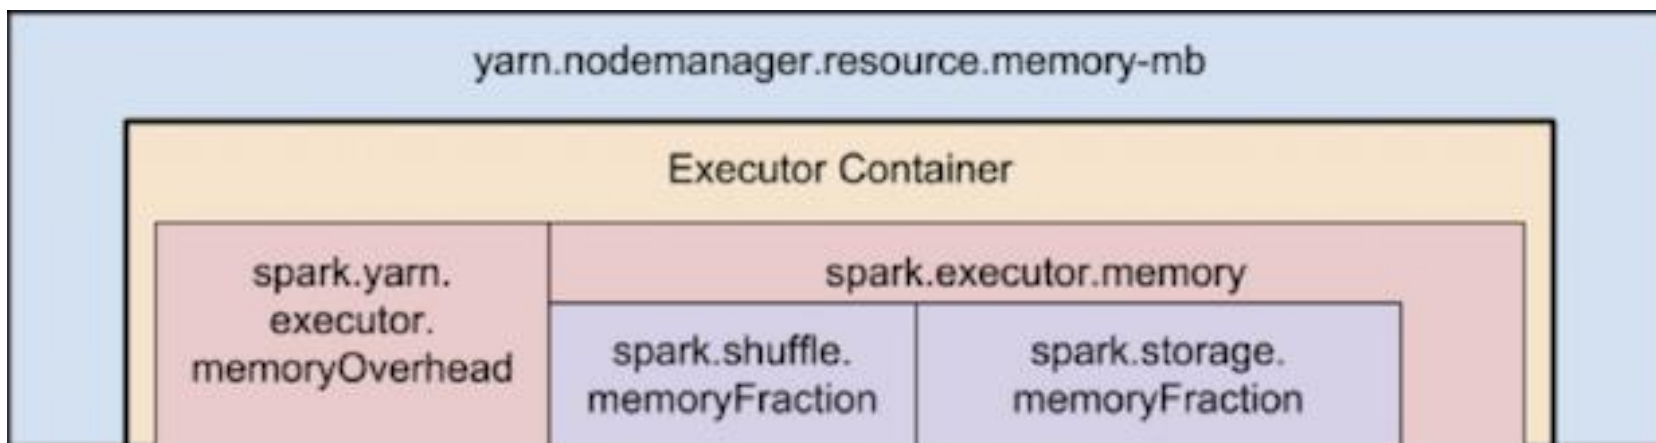 yarn.nodemanager.resource.memory-mb
Executor Container
spark.yarn.
executor.
memoryOverhead
spark.executor.memory
spark.shuffle.
memoryFraction
spark.storage.
memoryFraction